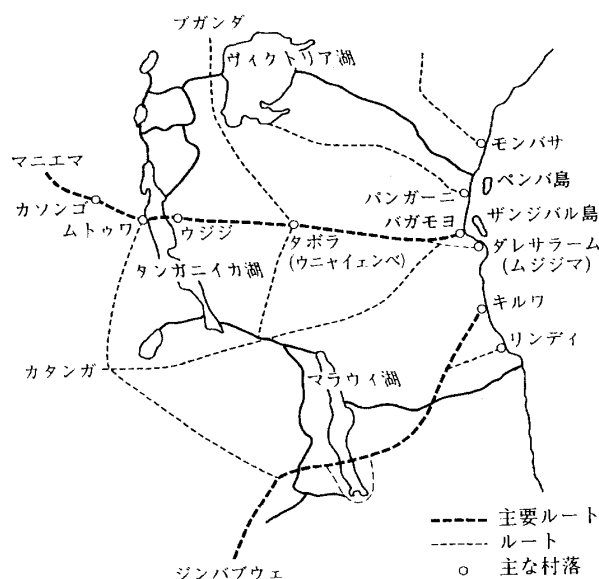 ブガンダ
ヴィクトリア湖
モンバサ
マニエマ
パンガーニ
ペンバ島
カソンゴ
バガモヨ
ザンジバル島
ムトゥワ
ウジジ
タボラ
(ウニャイェンベ)
ダレサラーム
(ムジジマ)
タンガニイカ湖
キルワ
リンディ
カタンガ
マラウィ湖
主要ルート
ルート
主な村落
ジンバブウェ